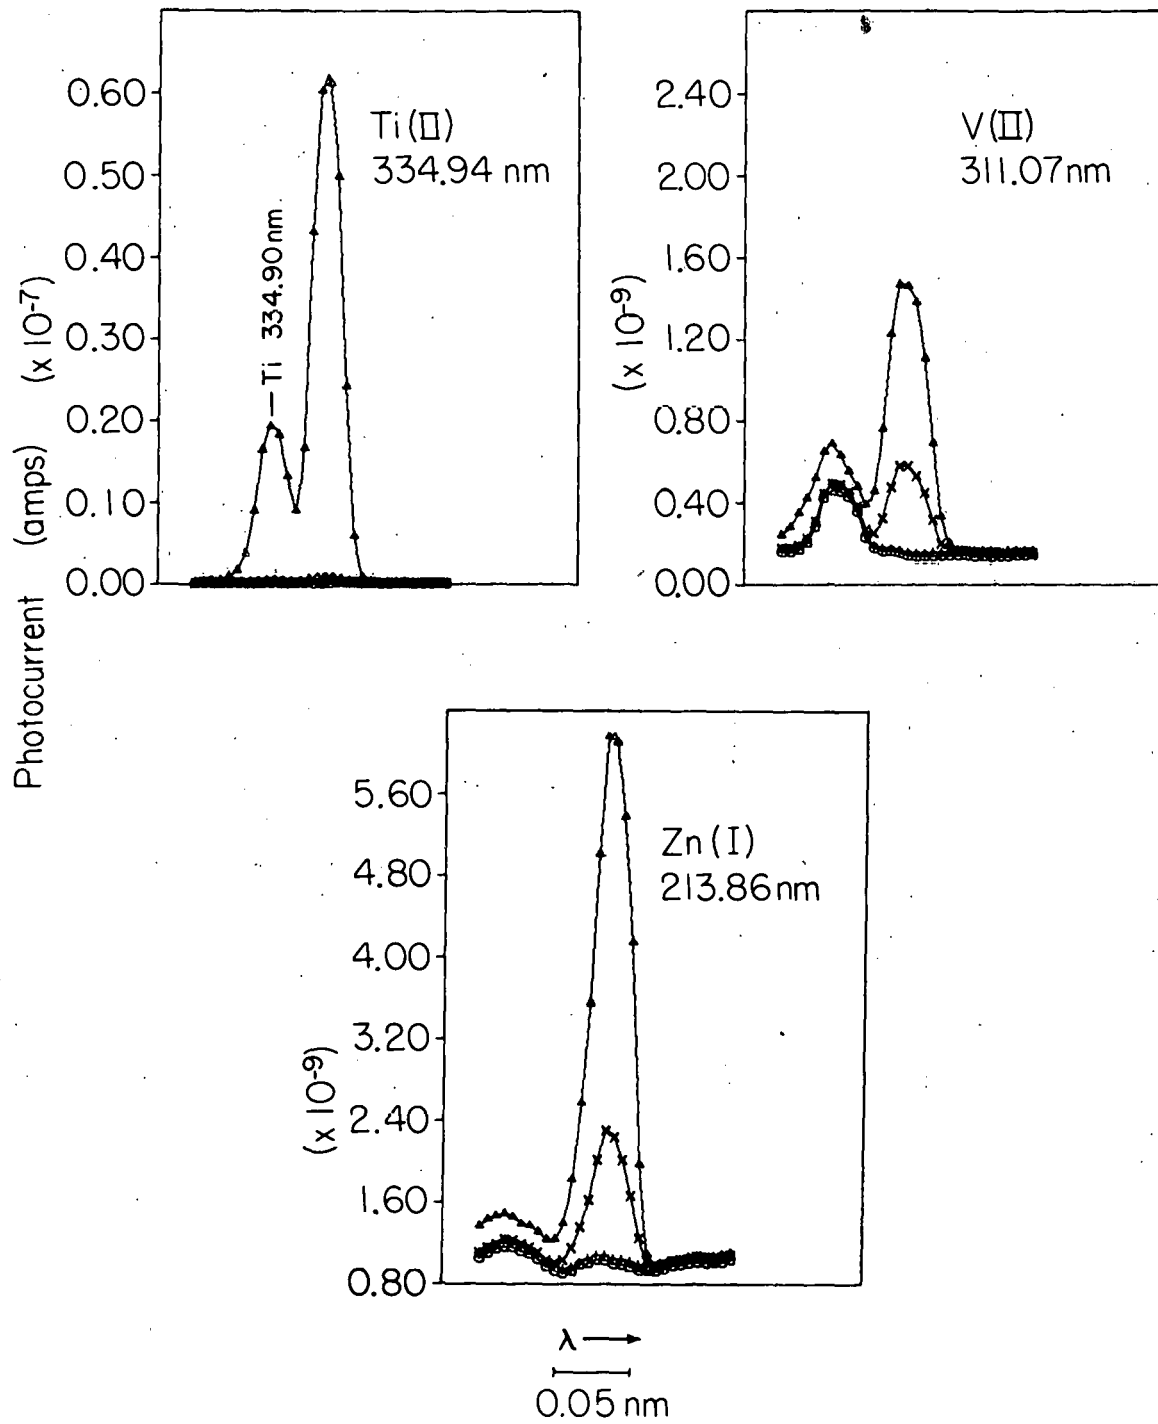 Photocurrent (amps) (x 10-7)
0.60
0.50
0.40
0.30
0.20
0.10
0.00
Ti (II)
334.94 nm
Ti 334.90nm
(x 10-9)
2.40
2.00
1.60
1.20
0.80
0.40
0.00
V (II)
311.07nm
(x 10-9)
5.60
4.80
4.00
3.20
2.40
1.60
0.80
Zn (I)
213.86nm
λ
0.05 nm